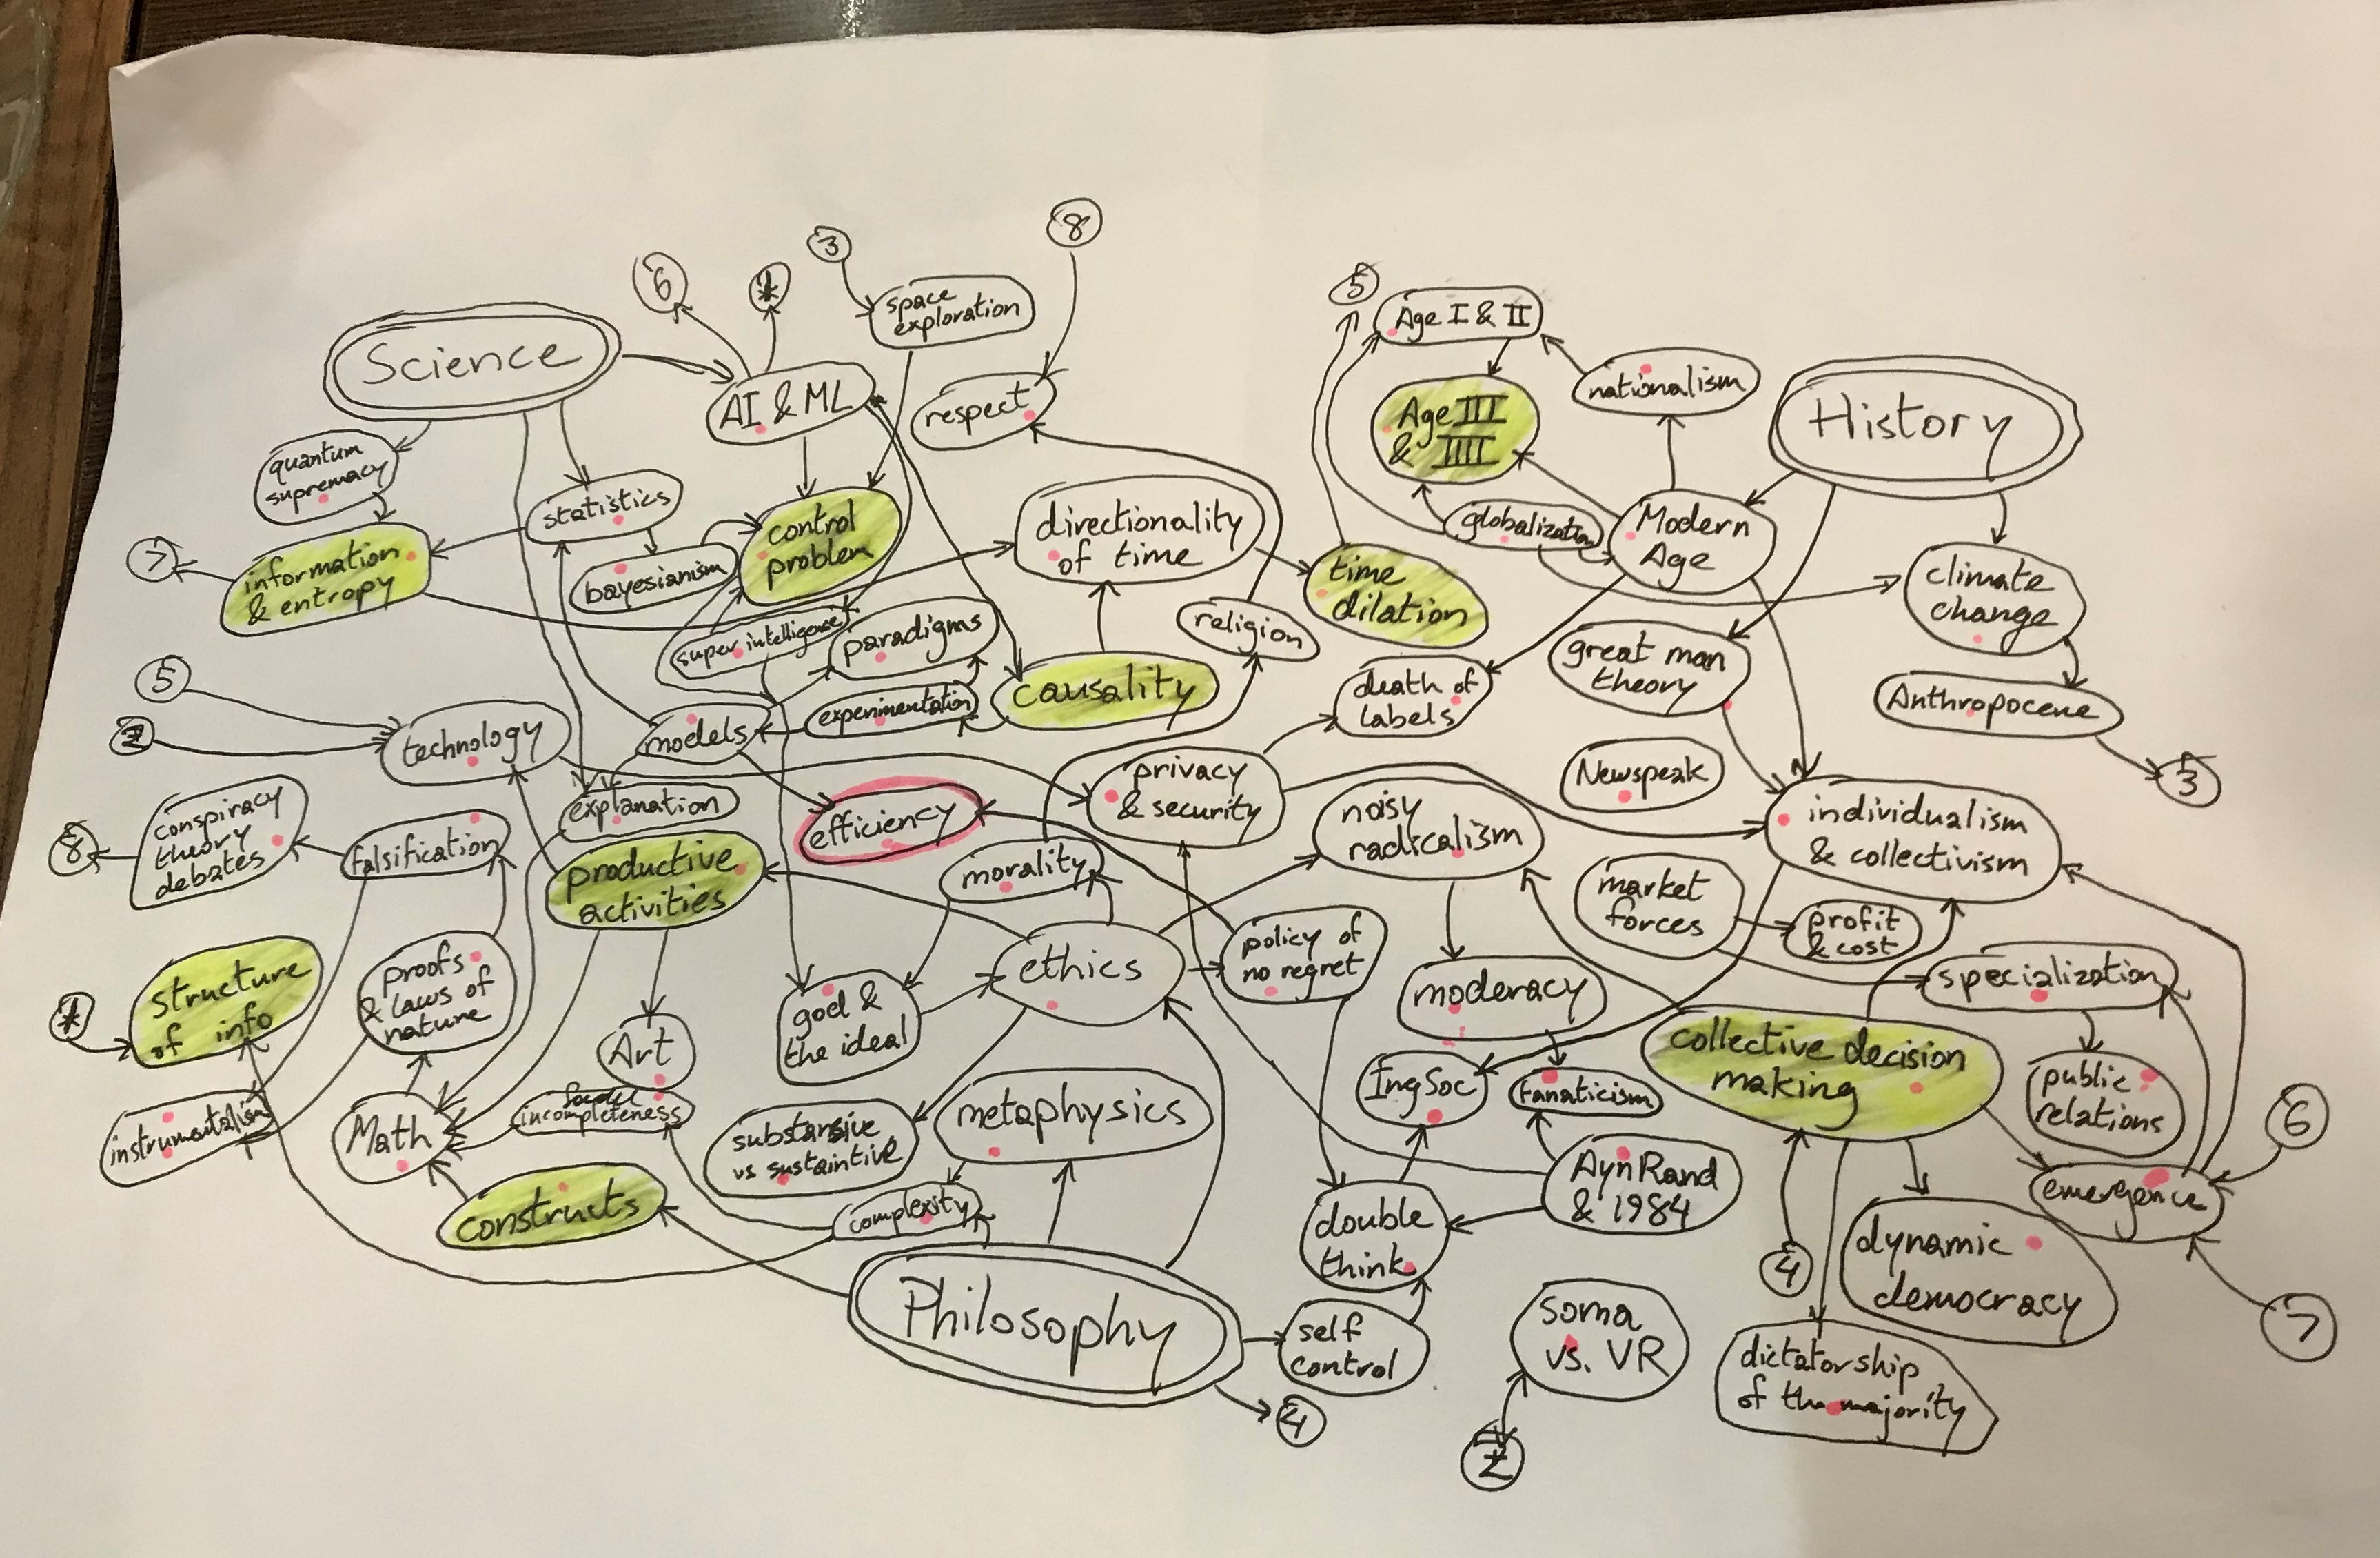 8
3
6
5
space
exploration
Age I & II
Science
AI & ML
respect
Age III
& IIII
nationalism
History
quantum
supremacy
statistics
control
problem
directionality
of time
globalization
Modern
Age
7
information
& entropy
bayesianism
time
dilation
climate
change
super intelligense
paradigms
religion
great man
theory
5
causality
death of
labels
Anthropocene
technology
models
experimentation
3
privacy
& security
Newspeak
explanation
efficiency
noisy
radicalism
individualism
& collectivism
conspiracy
theory
debates
8
falsification
productive
activities
morality
market
forces
profit
& cost
policy of
no regret
structure
of info
proofs
& laws of
nature
ethics
moderacy
specialization
god &
the ideal
Art
collective decision
making
IngSoc
fanaticism
public
relations
instrumentalism
Math
incompleteness
substansive
vs sustaintive
metaphysics
6
Ayn Rand
& 1984
constructs
complexity
double
think
emergence
4
dynamic
democracy
Philosophy
self
control
soma
vs. VR
7
dictatorship
of the majority
4